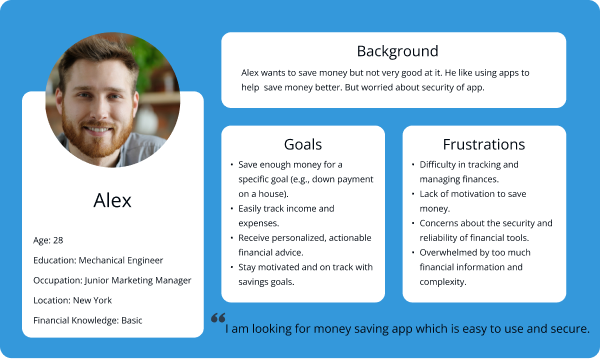 Background
Alex wants to save money but not very good at it. He like using apps to
help  save money better. But worried about security of app.
Alex
Age: 28
Education: Mechanical Engineer
Occupation: Junior Marketing Manager
Location: New York
Financial Knowledge: Basic
Goals
• Save enough money for a
specific goal (e.g., down payment
on a house).
• Easily track income and
expenses.
• Receive personalized, actionable
financial advice.
• Stay motivated and on track with
savings goals.
Frustrations
• Difficulty in tracking and
managing finances.
• Lack of motivation to save
money.
• Concerns about the security and
reliability of financial tools.
• Overwhelmed by too much
financial information and
complexity.
“I am looking for money saving app which is easy to use and secure.